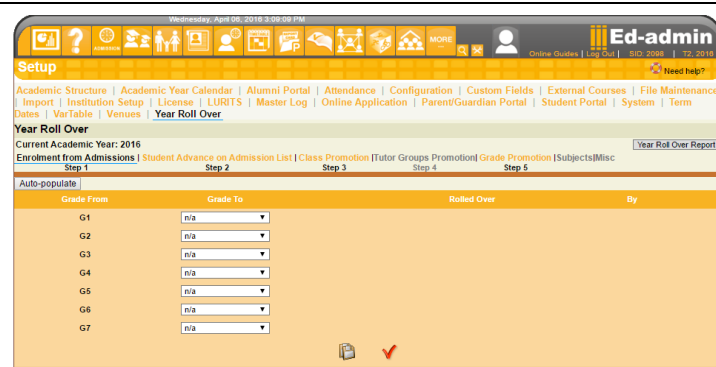 Wednesday, April 06, 2016 3:09:09 PM
ADMISSION
MORE
Ed-admin
Online Guides | Log Out | SID: 2098 | T2, 2016
Setup
Need help?
Academic Structure | Academic Year Calendar | Alumni Portal | Attendance | Configuration | Custom Fields | External Courses | File Maintenance
| Import | Institution Setup | License | LURITS | Master Log | Online Application | Parent/Guardian Portal | Student Portal | System | Term
Dates | VarTable | Venues | Year Roll Over
Year Roll Over
Current Academic Year: 2016
Year Roll Over Report
Enrolment from Admissions | Student Advance on Admission List | Class Promotion |Tutor Groups Promotion| Grade Promotion |Subjects|Misc
Step 1 Step 2 Step 3 Step 4 Step 5
Auto-populate
Grade From Grade To Rolled Over By
G1 n/a
G2 n/a
G3 n/a
G4 n/a
G5 n/a
G6 n/a
G7 n/a